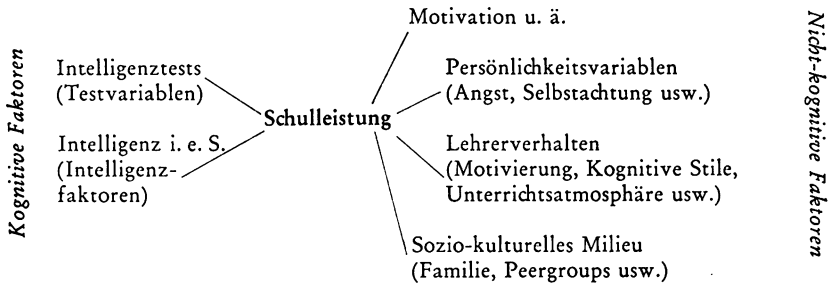 Kognitive Faktoren
Intelligenztests
(Testvariablen)
Intelligenz i. e. S.
(Intelligenz-
faktoren)
Schulleistung
Motivation u. ä.
Persönlichkeitsvariablen
(Angst, Selbstachtung usw.)
Lehrerverhalten
(Motivierung, Kognitive Stile,
Unterrichtsatmosphäre usw.)
Sozio-kulturelles Milieu
(Familie, Peergroups usw.)
Nicht-kognitive Faktoren